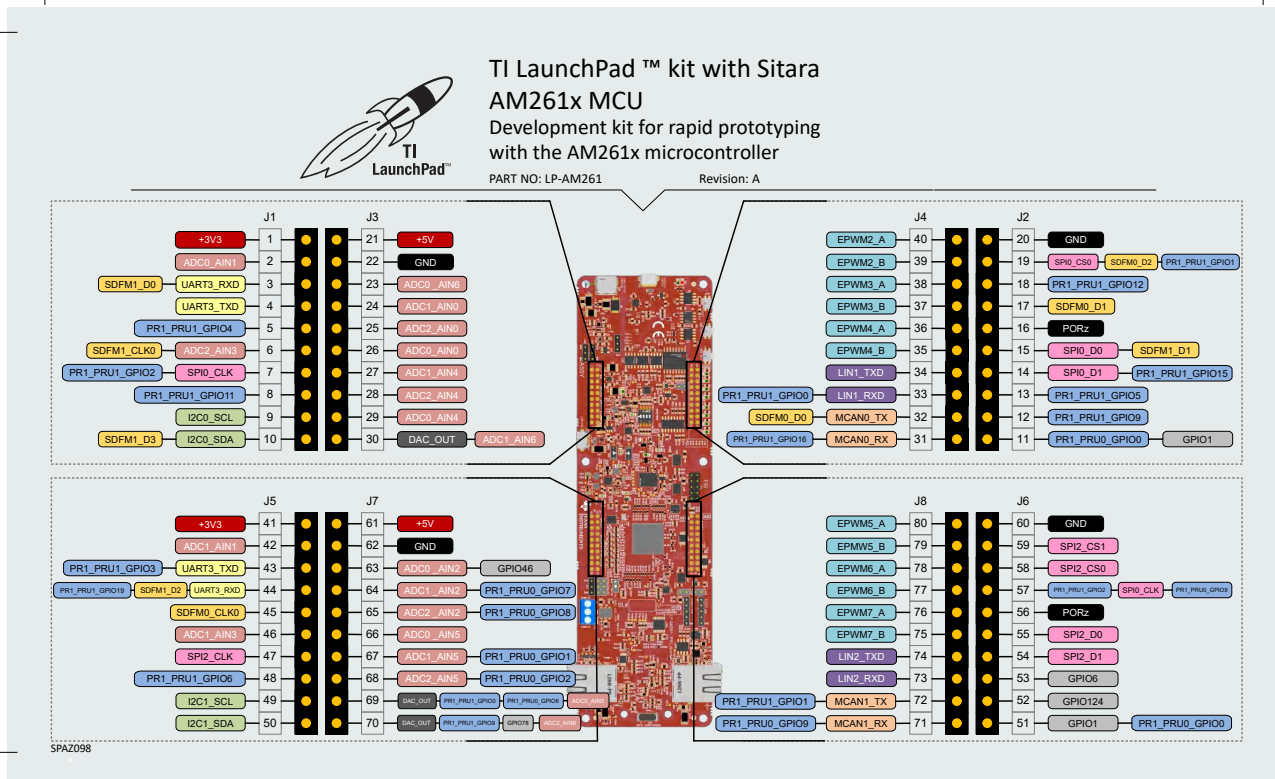 TI LaunchPad ™ kit with Sitara
AM261x MCU
Development kit for rapid prototyping
with the AM261x microcontroller
PART NO: LP-AM261 Revision: A
TI
LaunchPad™
J1 J3
+3V3 1 21 +5V
ADC0_AIN1 2 22 GND
SDFM1_D0 UART3_RXD 3 23 ADC0_AIN6
UART3_TXD 4 24 ADC1_AIN0
PR1_PRU1_GPIO4 5 25 ADC2_AIN0
SDFM1_CLK0 ADC2_AIN3 6 26 ADC0_AIN0
PR1_PRU1_GPIO2 SPI0_CLK 7 27 ADC1_AIN4
PR1_PRU1_GPIO11 8 28 ADC2_AIN4
I2C0_SCL 9 29 ADC0_AIN4
SDFM1_D3 I2C0_SDA 10 30 DAC_OUT ADC1_AIN6
J4 J2
EPWM2_A 40 20 GND
EPWM2_B 39 19 SPI0_CS0 SDFM0_D2 PR1_PRU1_GPIO1
EPWM3_A 38 18 PR1_PRU1_GPIO12
EPWM3_B 37 17 SDFM0_D1
EPWM4_A 36 16 PORz
EPWM4_B 35 15 SPI0_D0 SDFM1_D1
LIN1_TXD 34 14 SPI0_D1 PR1_PRU1_GPIO15
PR1_PRU1_GPIO0 LIN1_RXD 33 13 PR1_PRU1_GPIO5
SDFM0_D0 MCAN0_TX 32 12 PR1_PRU1_GPIO9
PR1_PRU1_GPIO16 MCAN0_RX 31 11 PR1_PRU0_GPIO0 GPIO1
J5 J7
+3V3 41 61 +5V
ADC1_AIN1 42 62 GND
PR1_PRU1_GPIO3 UART3_TXD 43 63 ADC0_AIN2 GPIO46
PR1_PRU1_GPIO19 SDFM1_D2 UART3_RXD 44 64 ADC1_AIN2 PR1_PRU0_GPIO7
SDFM0_CLK0 45 65 ADC2_AIN2 PR1_PRU0_GPIO8
ADC1_AIN3 46 66 ADC0_AIN5
SPI2_CLK 47 67 ADC1_AIN5 PR1_PRU0_GPIO1
PR1_PRU1_GPIO6 48 68 ADC2_AIN5 PR1_PRU0_GPIO2
I2C1_SCL 49 69 DAC_OUT PR1_PRU1_GPIO0 PR1_PRU0_GPIO6 ADC0_AIN3
I2C1_SDA 50 70 DAC_OUT PR1_PRU1_GPIO9 GPIO78 ADC2_AIN6
J8 J6
EPWM5_A 80 60 GND
EPMW5_B 79 59 SPI2_CS1
EPWM6_A 78 58 SPI2_CS0
EPWM6_B 77 57 PR1_PRU1_GPIO2 SPI0_CLK PR1_PRU0_GPIO9
EPWM7_A 76 56 PORz
EPWM7_B 75 55 SPI2_D0
LIN2_TXD 74 54 SPI2_D1
LIN2_RXD 73 53 GPIO6
PR1_PRU1_GPIO1 MCAN1_TX 72 52 GPIO124
PR1_PRU0_GPIO9 MCAN1_RX 71 51 GPIO1 PR1_PRU0_GPIO0
SPAZ098